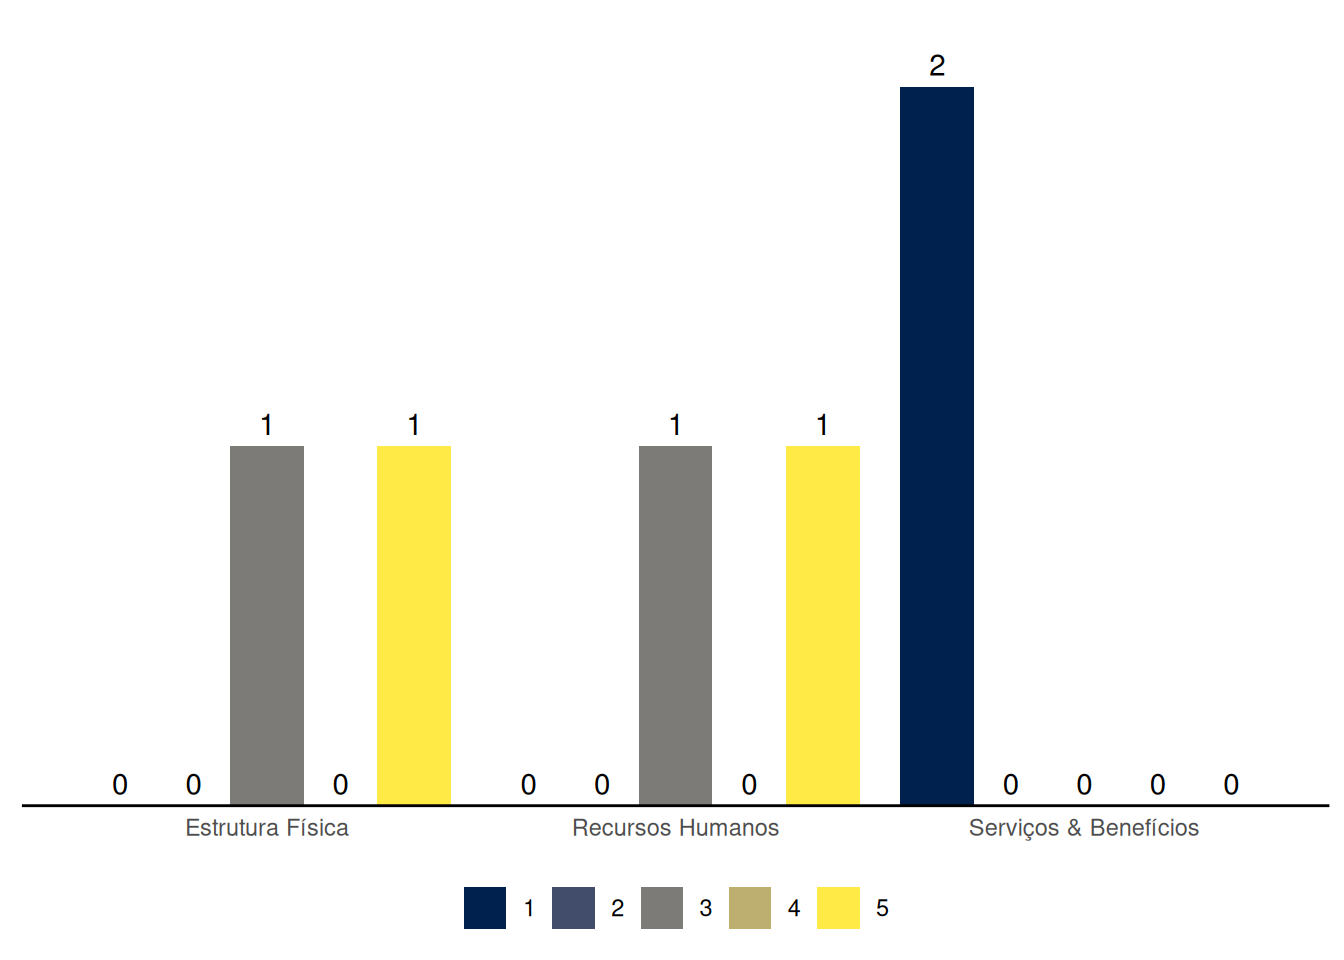 2
1 1 1 1
0 0 0 0 0 0 0 0 0 0
Estrutura Física Recursos Humanos Serviços & Benefícios
1 2 3 4 5